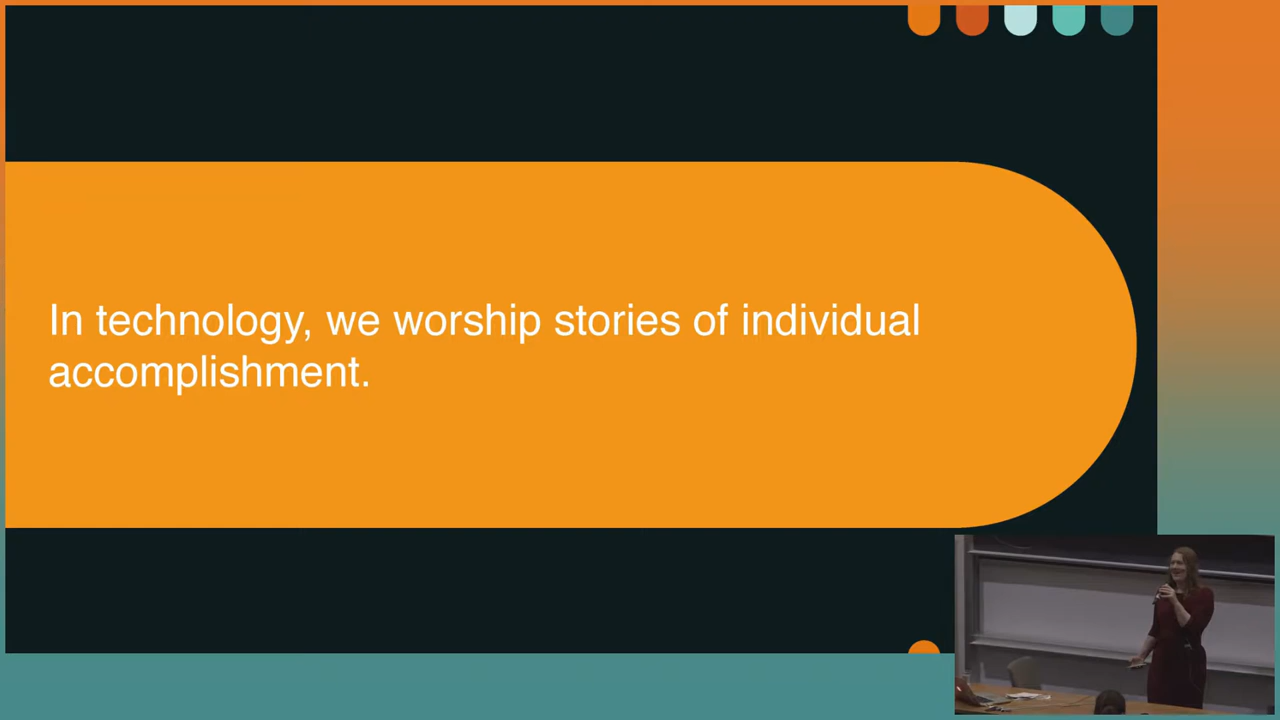 In technology, we worship stories of individual
accomplishment.